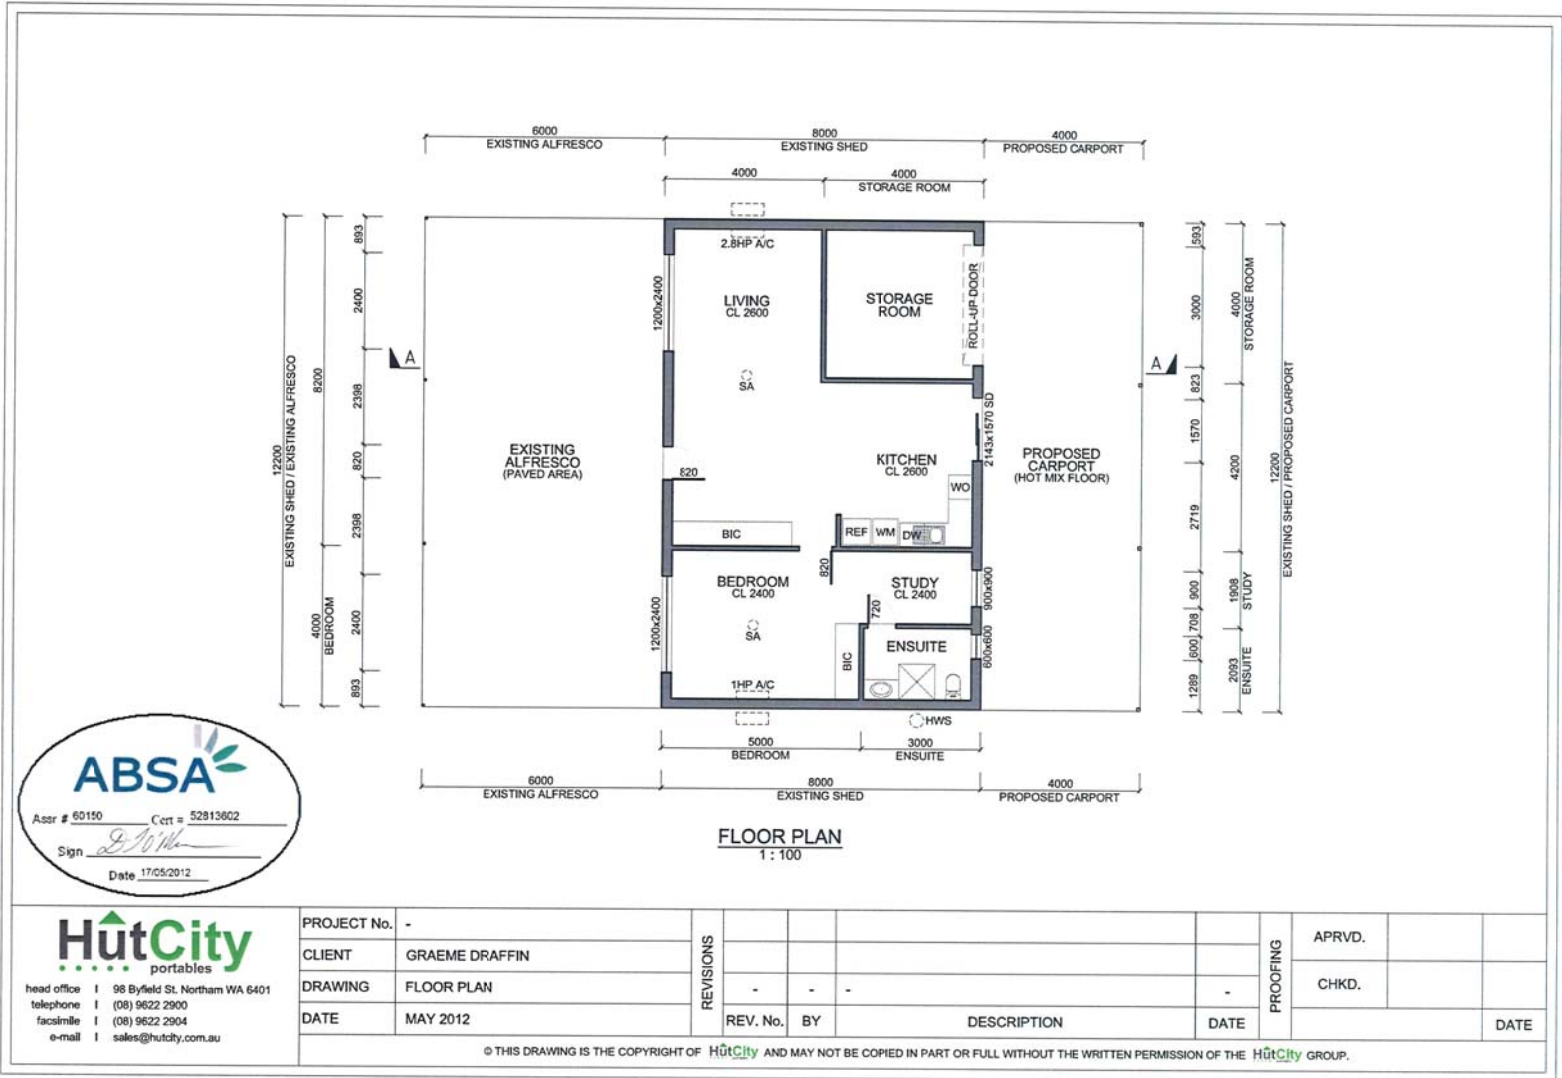 6000
EXISTING ALFRESCO
8000
EXISTING SHED
4000
PROPOSED CARPORT
4000
4000
STORAGE ROOM
12200
EXISTING SHED / EXISTING ALFRESCO
8200
4000
BEDROOM
893
2400
2398
820
2398
2400
893
A
EXISTING
ALFRESCO
(PAVED AREA)
2.8HP A/C
1200x2400
LIVING
CL 2600
SA
STORAGE
ROOM
ROLL-UP-DOOR
820
KITCHEN
CL 2600
2143x1570 SD
WO
BIC
REF
WM
DW
BEDROOM
CL 2400
820
STUDY
CL 2400
900x900
1200x2400
SA
720
BIC
ENSUITE
600x600
1HP A/C
HWS
PROPOSED
CARPORT
(HOT MIX FLOOR)
A
593
3000
823
1570
2719
900
708
600
1289
4000
STORAGE ROOM
4200
1908
STUDY
2093
ENSUITE
12200
EXISTING SHED / PROPOSED CARPORT
5000
BEDROOM
3000
ENSUITE
6000
EXISTING ALFRESCO
8000
EXISTING SHED
4000
PROPOSED CARPORT
FLOOR PLAN
1 : 100
ABSA
Assr # 60150 Cert = 52813602
Sign
Date 17/05/2012
HutCity
portables
head office | 98 Byfield St. Northam WA 6401
telephone | (08) 9622 2900
facsimile | (08) 9622 2904
e-mail | sales@hutcity.com.au
PROJECT No. -
CLIENT GRAEME DRAFFIN
DRAWING FLOOR PLAN
DATE MAY 2012
REVISIONS
- - - -
REV. No. BY DESCRIPTION DATE
PROOFING
APRVD.
CHKD.
DATE
© THIS DRAWING IS THE COPYRIGHT OF HutCity AND MAY NOT BE COPIED IN PART OR FULL WITHOUT THE WRITTEN PERMISSION OF THE HutCity GROUP.